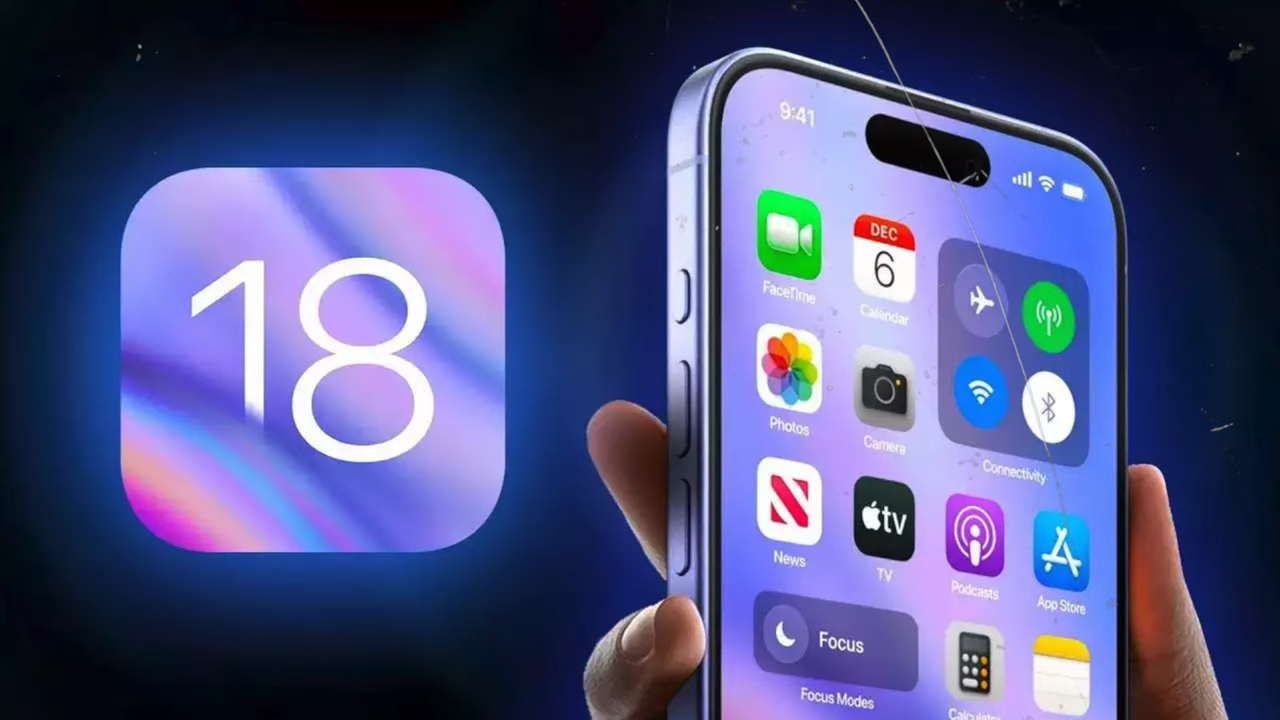 18
9:41
FaceTime
DEC
6
Calendar
Photos
Camera
Connectivity
News
tv
TV
Podcasts
App Store
Focus
Focus Modes